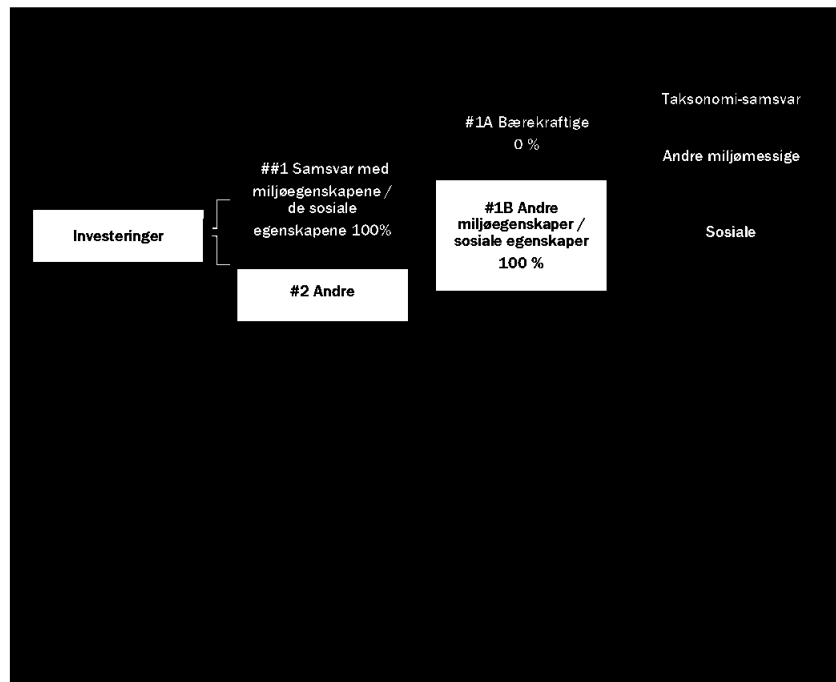 Investeringer
##1 Samsvar med
miljøegenskapene /
de sosiale
egenskapene 100%
#2 Andre
#1A Bærekraftige
0 %
#1B Andre
miljøegenskaper /
sosiale egenskaper
100 %
Taksonomi-samsvar
Andre miljømessige
Sosiale